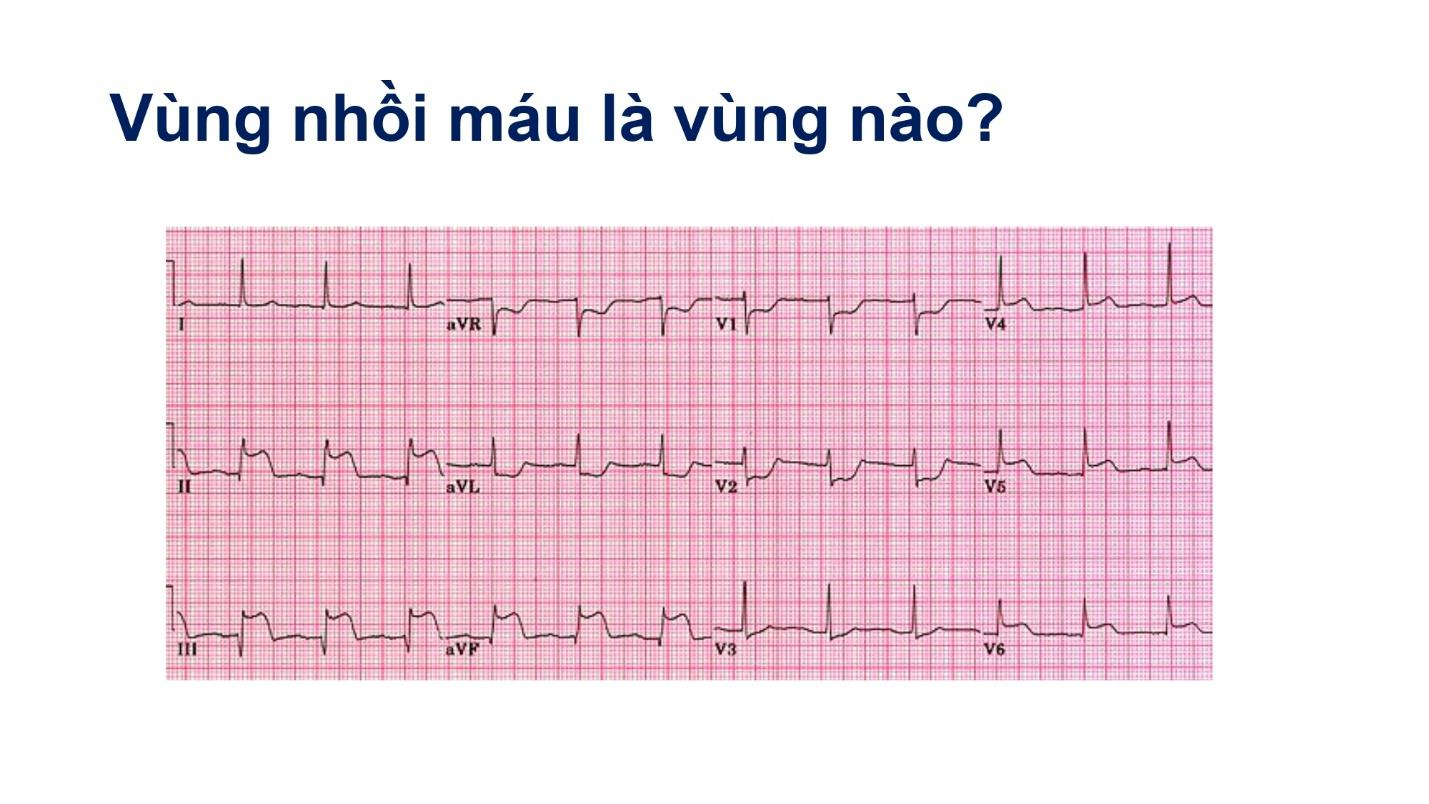 Vùng nhồi máu là vùng nào?
I aVR V1 V4
II aVL V2 V5
III aVF V3 V6